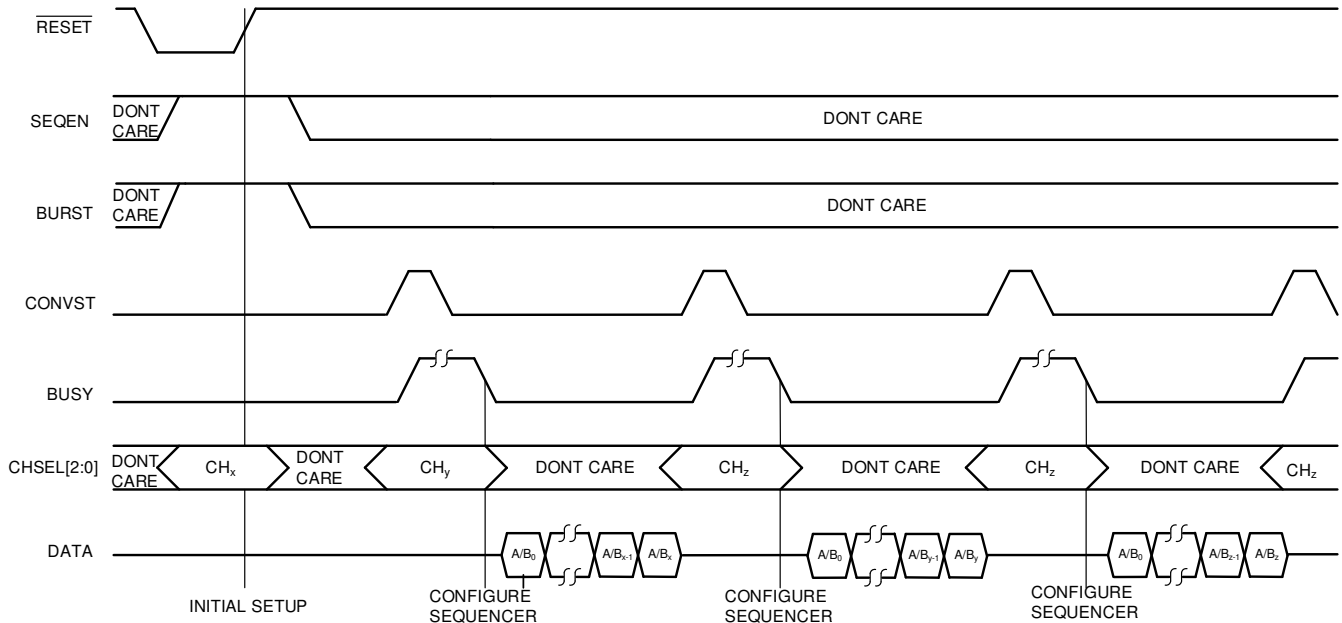 RESET
SEQEN
DONT
CARE
DONT CARE
BURST
DONT
CARE
DONT CARE
CONVST
BUSY
CHSEL[2:0]
DONT
CARE
CHx
DONT
CARE
CHy
DONT CARE
CHz
DONT CARE
CHz
DONT CARE
CHz
DATA
A/B0
A/Bx-1
A/Bx
A/B0
A/By-1
A/By
A/B0
A/Bz-1
A/Bz
INITIAL SETUP
CONFIGURE
SEQUENCER
CONFIGURE
SEQUENCER
CONFIGURE
SEQUENCER